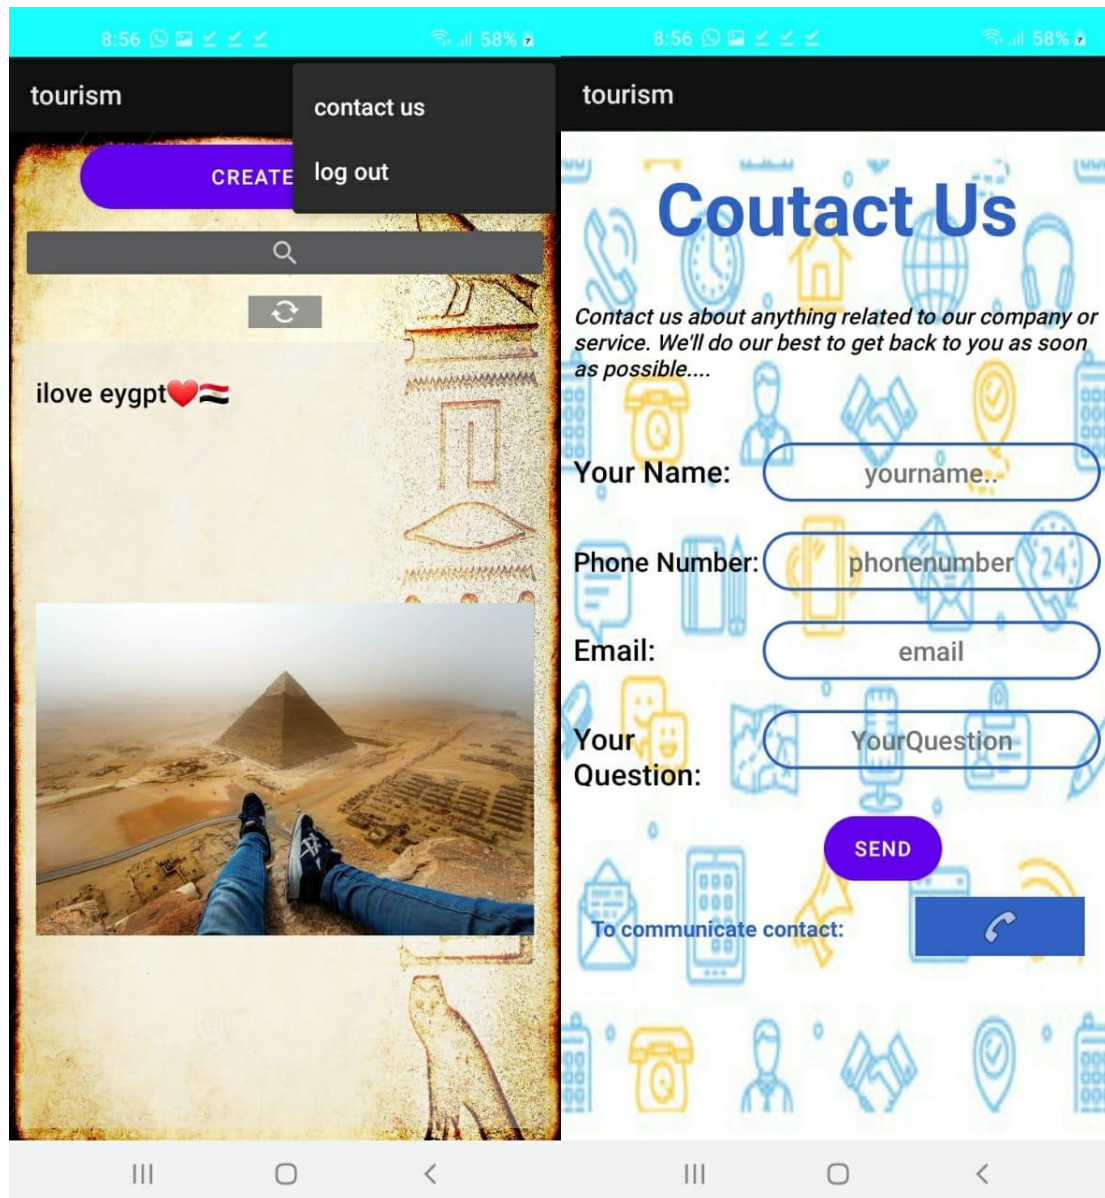 8:56
58%
tourism
contact us
log out
CREATE
ilove eygpt❤️🇪🇬
8:56
58%
tourism
Coutact Us
Contact us about anything related to our company or
service. We'll do our best to get back to you as soon
as possible....
Your Name:
yourname..
Phone Number:
phonenumber
24
Email:
email
Your
Question:
YourQuestion
SEND
To communicate contact: